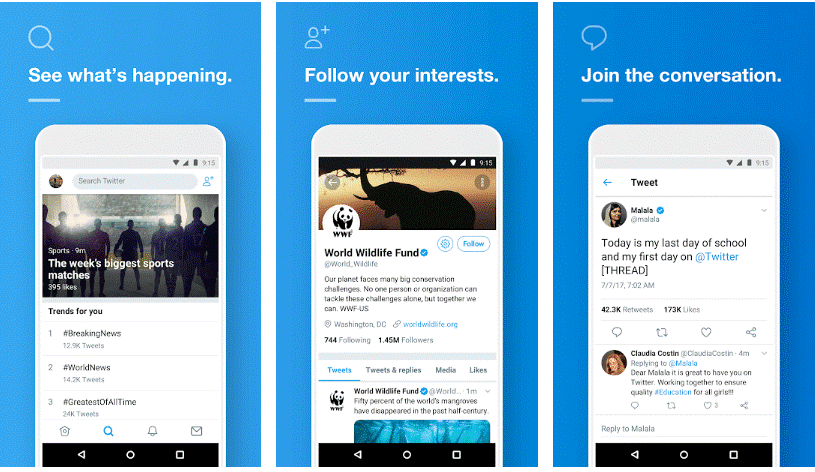 See what's happening.
9:15
Search Twitter
Sports · 9m
The week's biggest sports
matches
395 likes
Trends for you
1 #BreakingNews
12.9K Tweets
2 #WorldNews
14.2K Tweets
3 #GreatestOfAllTime
24K Tweets
Follow your interests.
9:15
WWF
World Wildlife Fund
Follow
@World_Wildlife
Our planet faces many big conservation
challenges. No one person or organization can
tackle these challenges alone, but together we
can. WWF-US
Washington, DC worldwildlife.org
744 Following 1.45M Followers
Tweets Tweets & replies Media Likes
WWF
World Wildlife Fund @World... · 1m
Fifty percent of the world's mangroves
have disappeared in the past half-century.
Join the conversation.
9:15
Tweet
Malala
@malala
Today is my last day of school
and my first day on @Twitter
[THREAD]
7/7/17, 7:02 AM
42.3K Retweets 173K Likes
Claudia Costin @ClaudiaCostin · 4m
Replying to @Malala
Dear Malala it is great to have you on
Twitter. Working together to ensure
quality #Education for all girls!!!
3
Reply to Malala